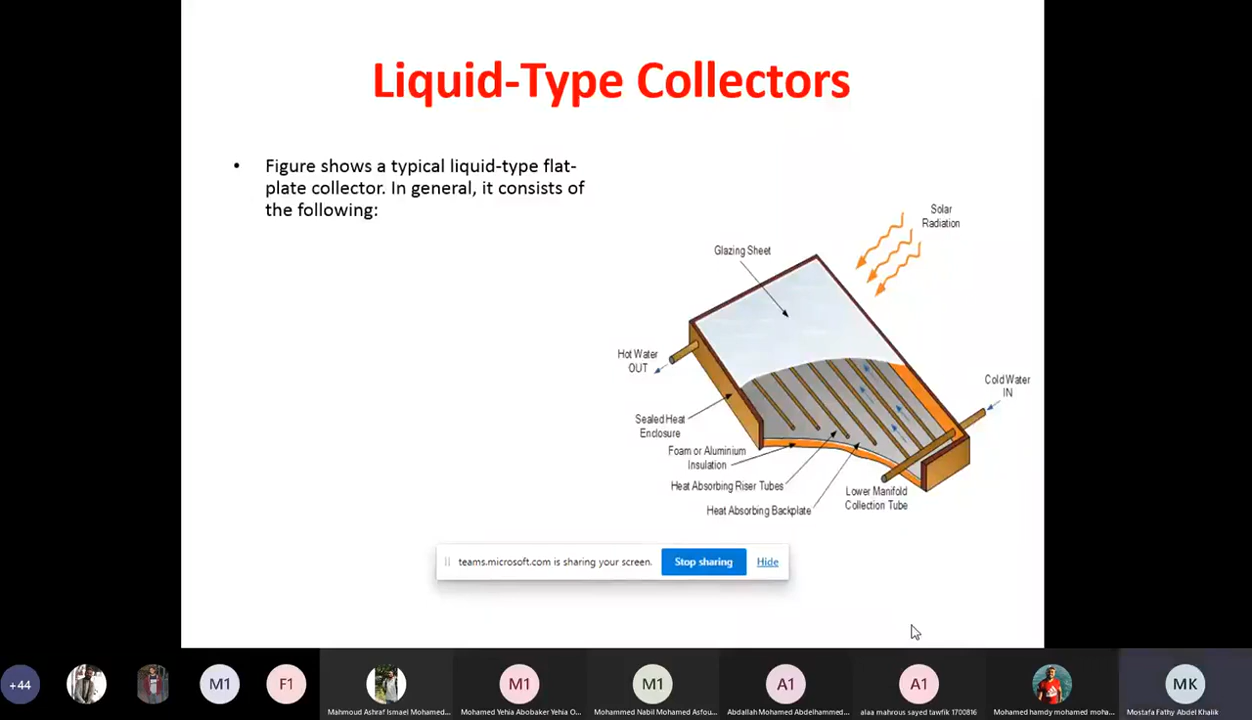 Liquid-Type Collectors
• Figure shows a typical liquid-type flat-
plate collector. In general, it consists of
the following:
Solar
Radiation
Glazing Sheet
Hot Water
OUT
Cold Water
IN
Sealed Heat
Enclosure
Foam or Aluminium
Insulation
Heat Absorbing Riser Tubes
Heat Absorbing Backplate
Lower Manifold
Collection Tube
teams.microsoft.com is sharing your screen.
Stop sharing
Hide
+44
M1
F1
M1
M1
A1
A1
MK
Mahmoud Ashraf Ismael Mohamed...
Mohamed Yehia Abobaker Yehia O...
Mohammed Nabil Mohamed Asfou...
Abdallah Mohamed Abdelhammed...
alaa mahrous sayed tawfik 1700816
Mohamed hamdy mohamed moha...
Mostafa Fathy Abdel Khalik